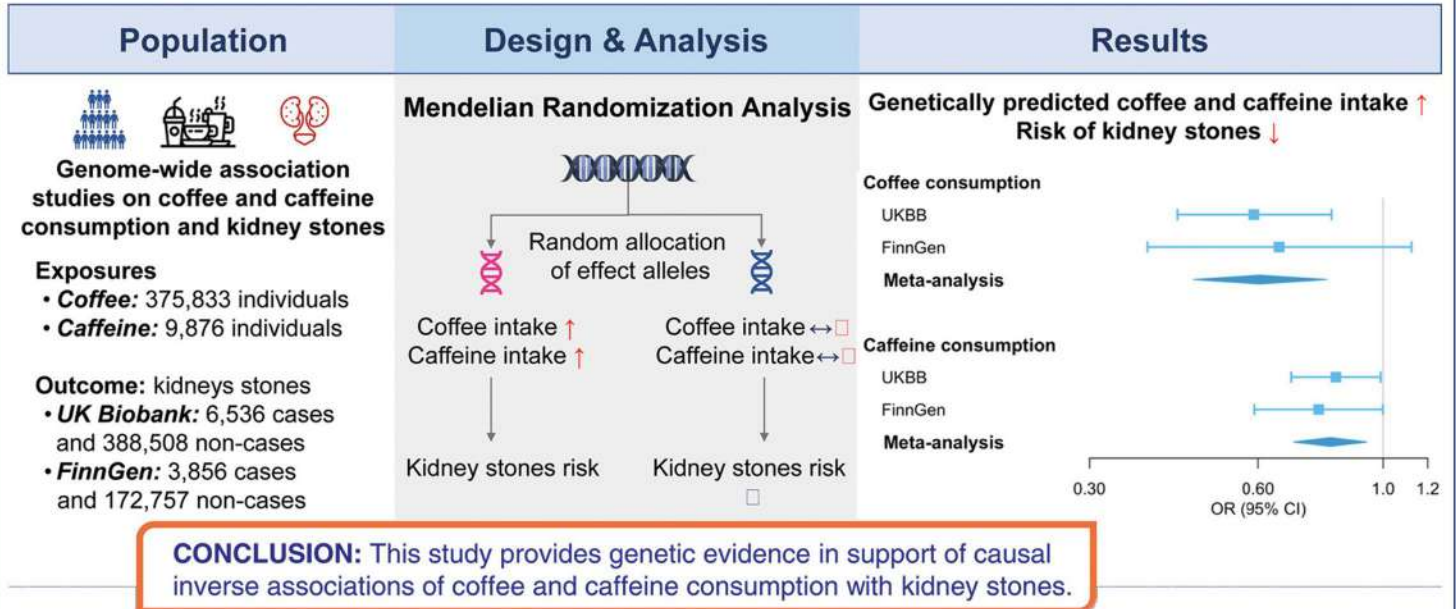 Population
Design & Analysis
Results
Genome-wide association
studies on coffee and caffeine
consumption and kidney stones
Exposures
• Coffee: 375,833 individuals
• Caffeine: 9,876 individuals
Outcome: kidneys stones
• UK Biobank: 6,536 cases
and 388,508 non-cases
• FinnGen: 3,856 cases
and 172,757 non-cases
Mendelian Randomization Analysis
Random allocation
of effect alleles
Coffee intake ↑
Caffeine intake ↑
Kidney stones risk
Coffee intake ↔□
Caffeine intake ↔□
Kidney stones risk
□
Genetically predicted coffee and caffeine intake ↑
Risk of kidney stones ↓
Coffee consumption
UKBB
FinnGen
Meta-analysis
Caffeine consumption
UKBB
FinnGen
Meta-analysis
0.30 0.60 1.0 1.2
OR (95% CI)
CONCLUSION: This study provides genetic evidence in support of causal
inverse associations of coffee and caffeine consumption with kidney stones.